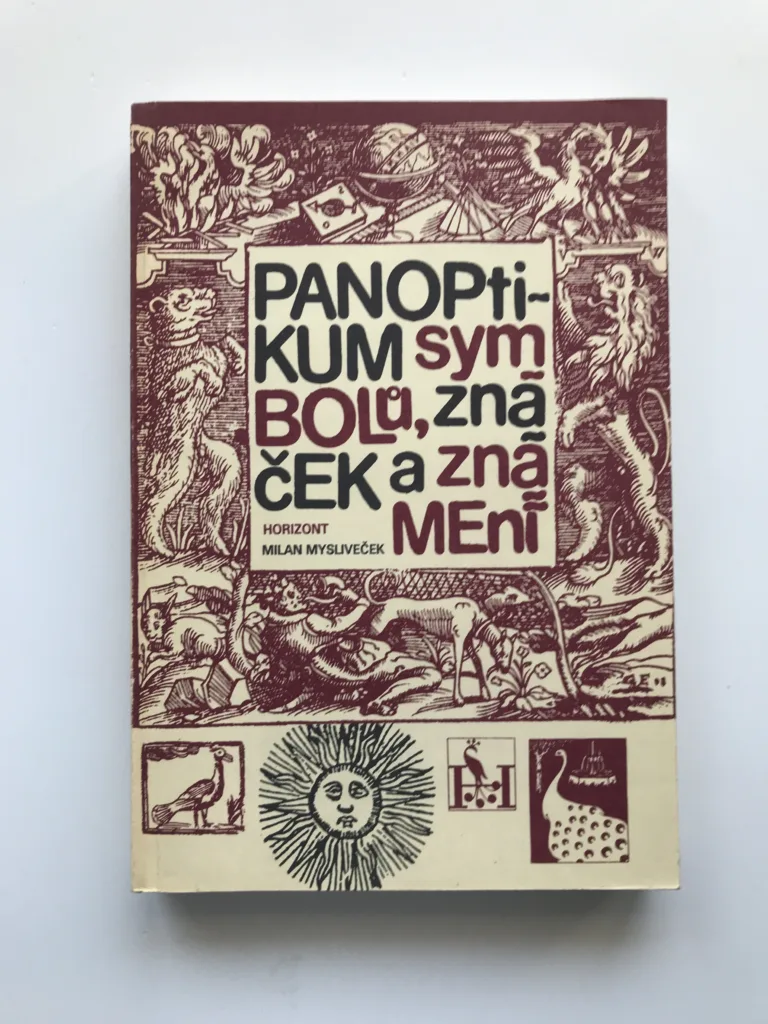 PANOPti-
KUM sym
BOLů, zna
ČEK a zna
MEní
HORIZONT
MILAN MYSLIVEČEK
H